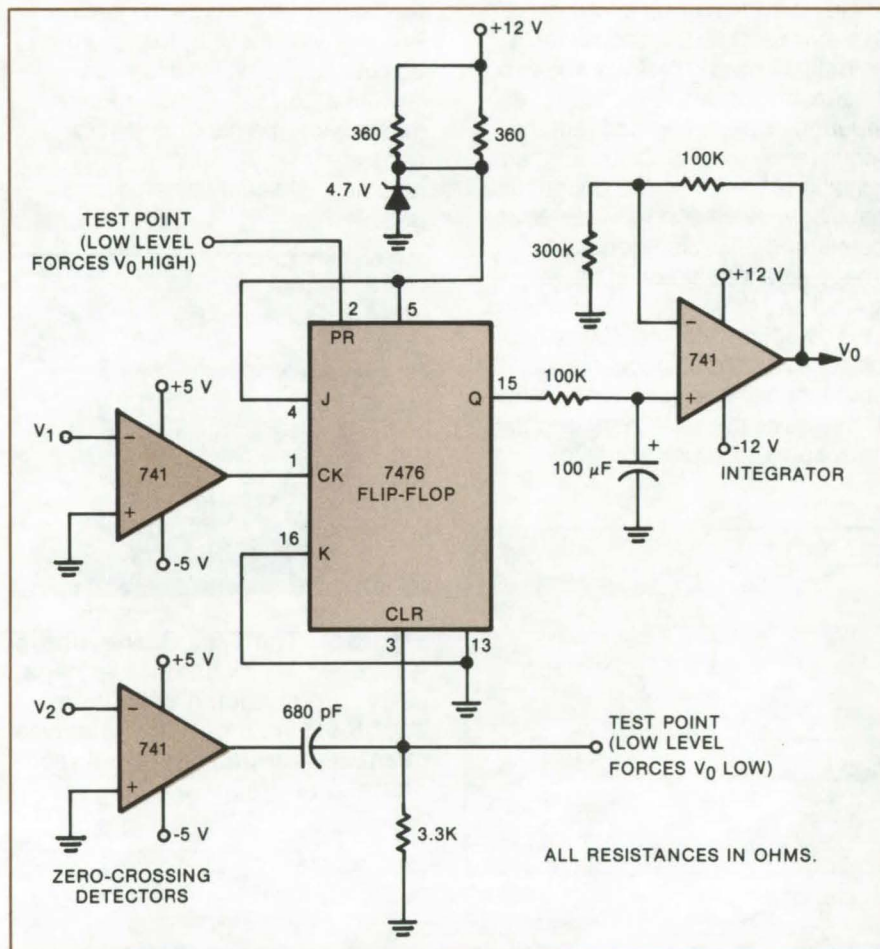 +12 V
360
360
4.7 V
TEST POINT
(LOW LEVEL
FORCES V0 HIGH)
100K
300K
+12 V
741
V0
-12 V
INTEGRATOR
2
5
PR
J
4
Q
15
100K
100 μF
+
-
+
+5 V
V1
-
741
+
-5 V
1
CK
7476
FLIP-FLOP
16
K
CLR
3
13
+5 V
V2
-
741
+
-5 V
680 pF
TEST POINT
(LOW LEVEL
FORCES V0 LOW)
3.3K
ZERO-CROSSING
DETECTORS
ALL RESISTANCES IN OHMS.